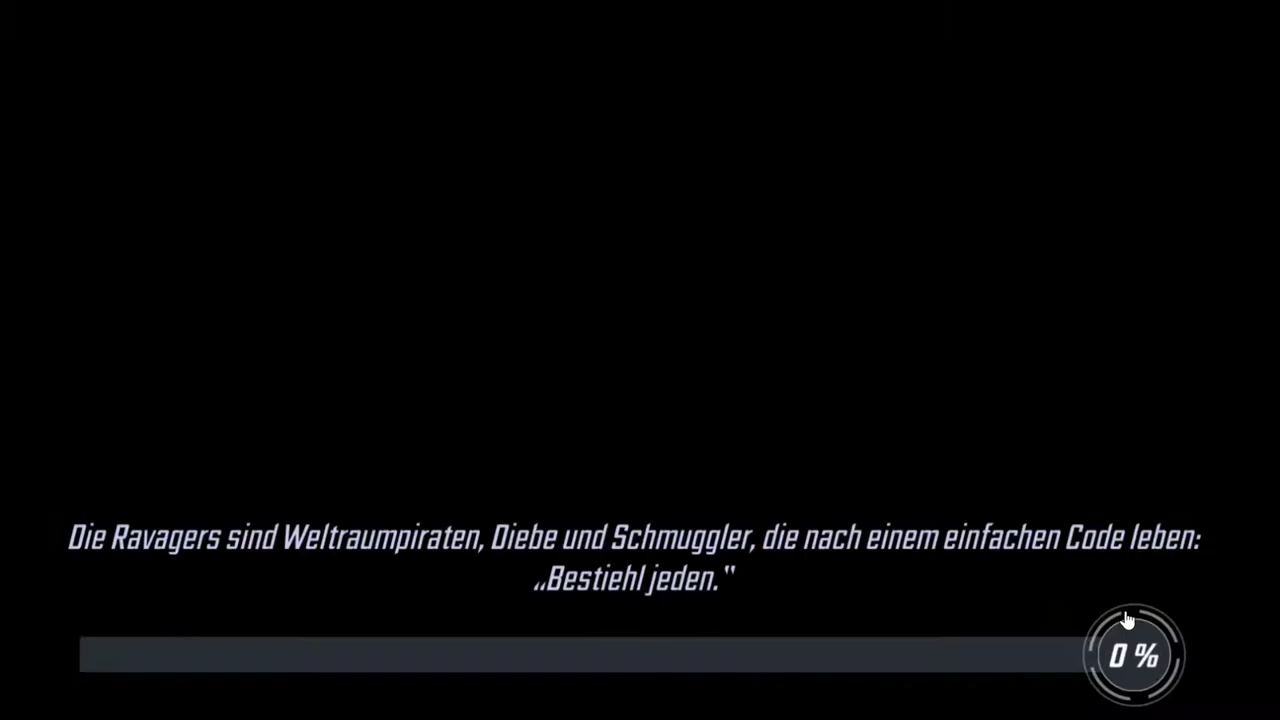 Die Ravagers sind Weltraumpiraten, Diebe und Schmuggler, die nach einem einfachen Code leben:
„Bestiehl jeden.“
0 %